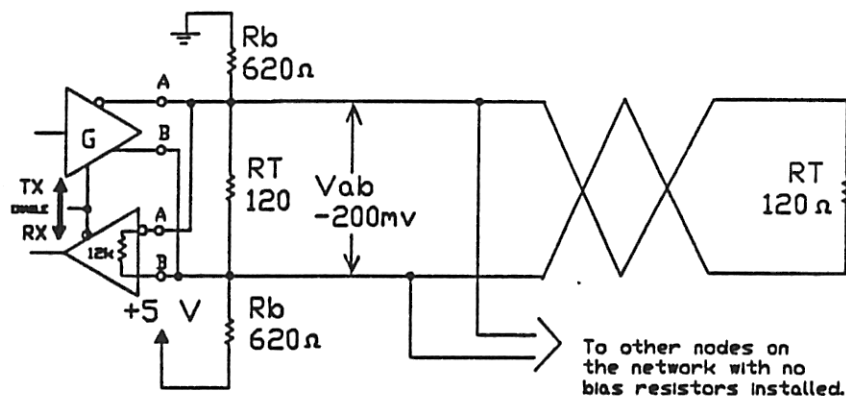 Rb
620Ω
A
G
B
TX
ENABLE
RX
RT
120
Vab
-200mv
RT
120 Ω
A
12k
B
+5 V
Rb
620Ω
To other nodes on
the network with no
bias resistors installed.